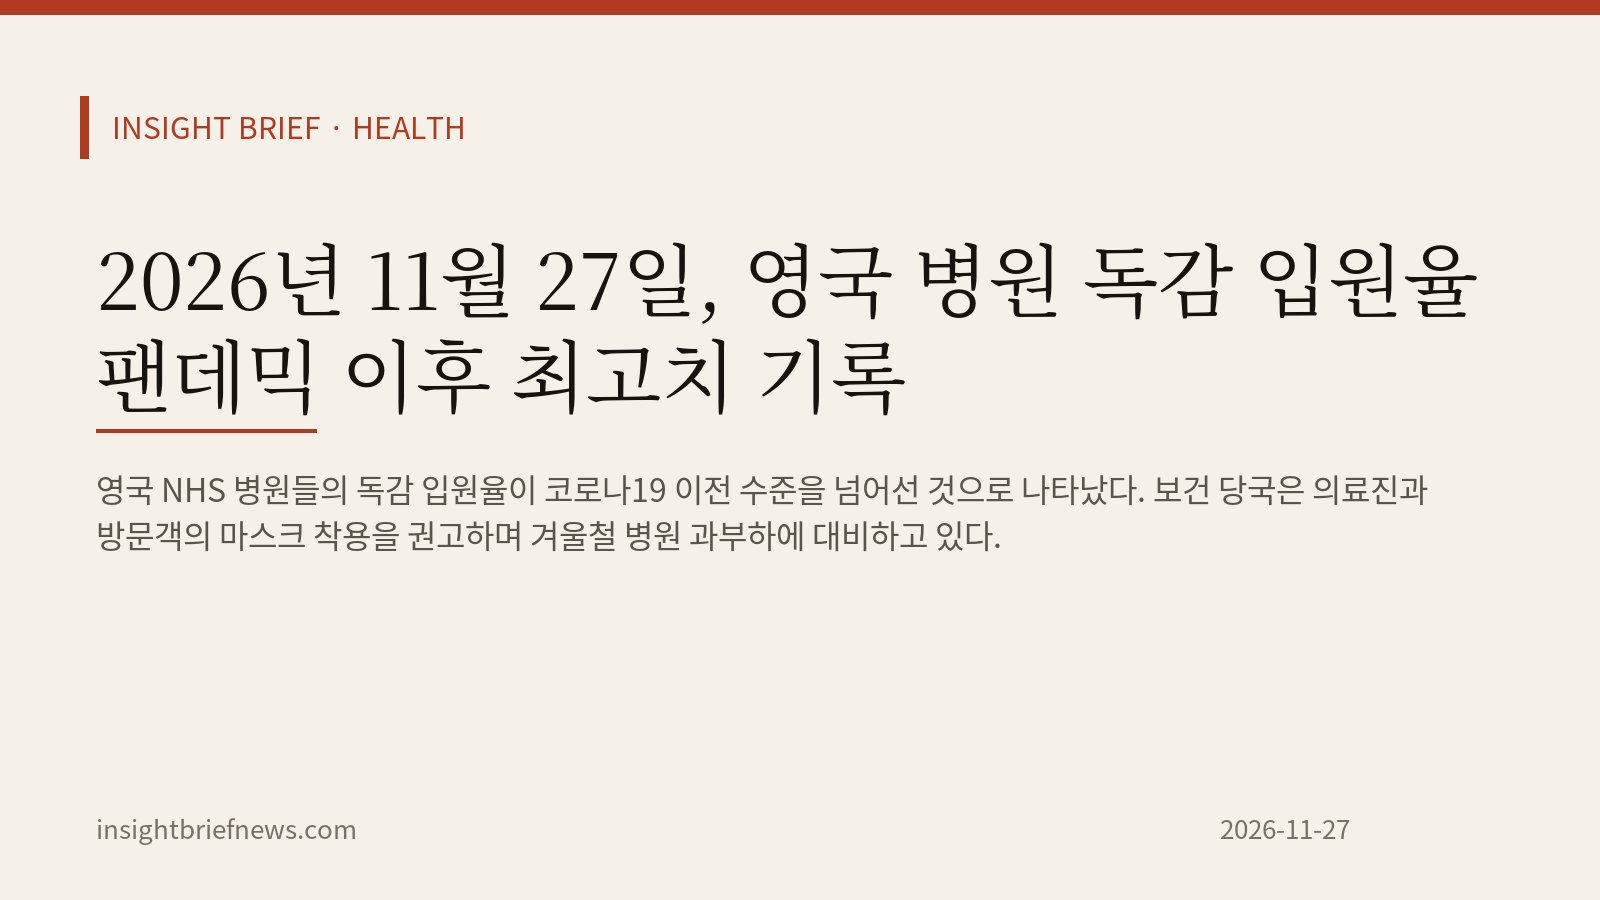 INSIGHT BRIEF · HEALTH
2026년 11월 27일, 영국 병원 독감 입원율
팬데믹 이후 최고치 기록
영국 NHS 병원들의 독감 입원율이 코로나19 이전 수준을 넘어선 것으로 나타났다. 보건 당국은 의료진과
방문객의 마스크 착용을 권고하며 겨울철 병원 과부하에 대비하고 있다.
insightbriefnews.com
2026-11-27